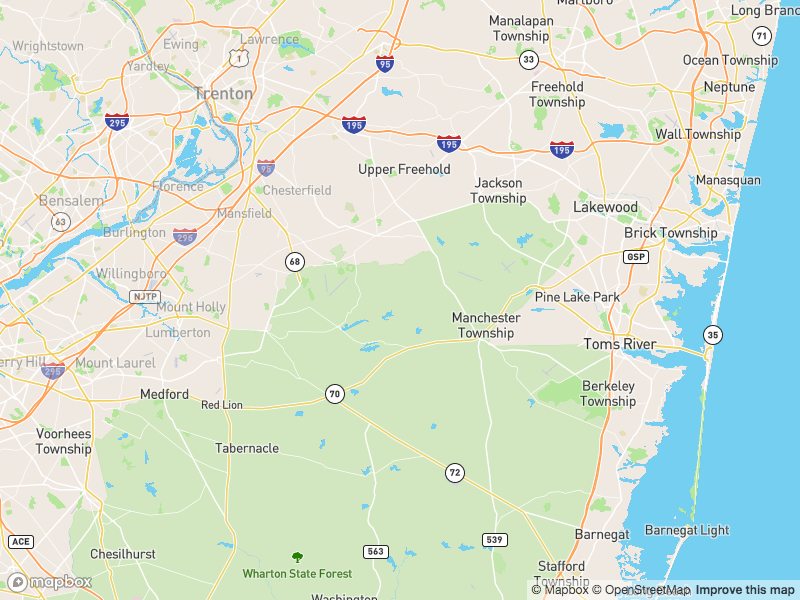 Marlboro
Long Branch
Manalapan
Township
71
Lawrence
Ewing
Wrightstown
1
Ocean Township
33
Yardley
95
Freehold
Township
Neptune
Trenton
295
195
Wall Township
195
195
95
Upper Freehold
Manasquan
Florence
Chesterfield
Jackson
Township
Bensalem
Lakewood
63
Mansfield
Burlington
295
Brick Township
GSP
68
Willingboro
NJTP
Pine Lake Park
Mount Holly
Manchester
Township
Lumberton
35
Toms River
Mount Laurel
295
Berkeley
Township
Medford
70
Red Lion
Voorhees
Township
Tabernacle
72
Barnegat Light
Barnegat
ACE
539
563
Chesilhurst
Wharton State Forest
Stafford
Township
mapbox
© Mapbox © OpenStreetMap Improve this map
Washington